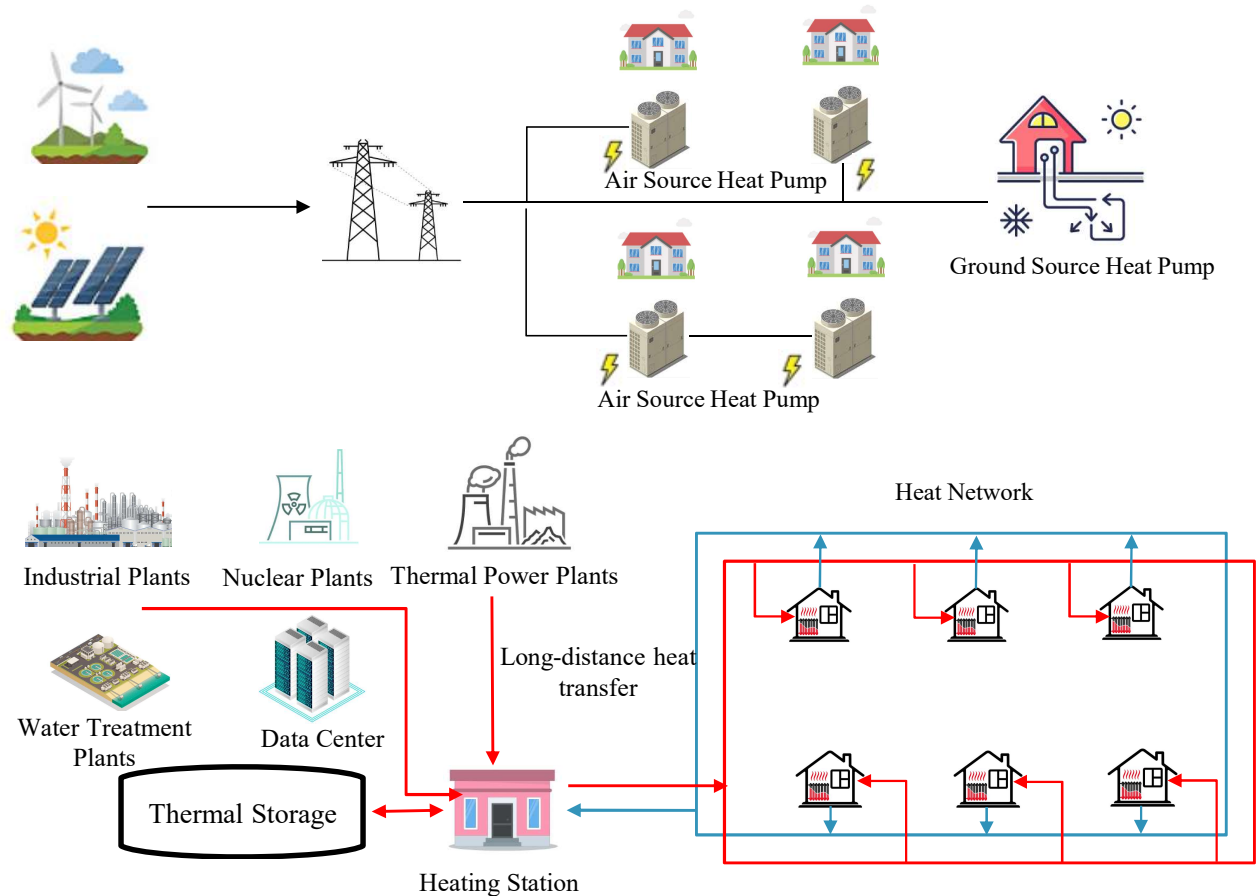 Air Source Heat Pump
Ground Source Heat Pump
Air Source Heat Pump
Heat Network
Industrial Plants
Nuclear Plants
Thermal Power Plants
Long-distance heat
transfer
Water Treatment
Plants
Data Center
Thermal Storage
Heating Station